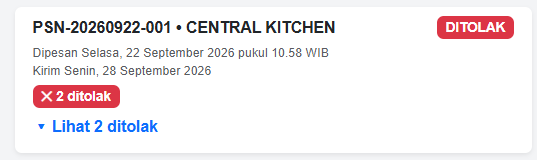 PSN-20260922-001 • CENTRAL KITCHEN
DITOLAK
Dipesan Selasa, 22 September 2026 pukul 10.58 WIB
Kirim Senin, 28 September 2026
❌ 2 ditolak
▼ Lihat 2 ditolak